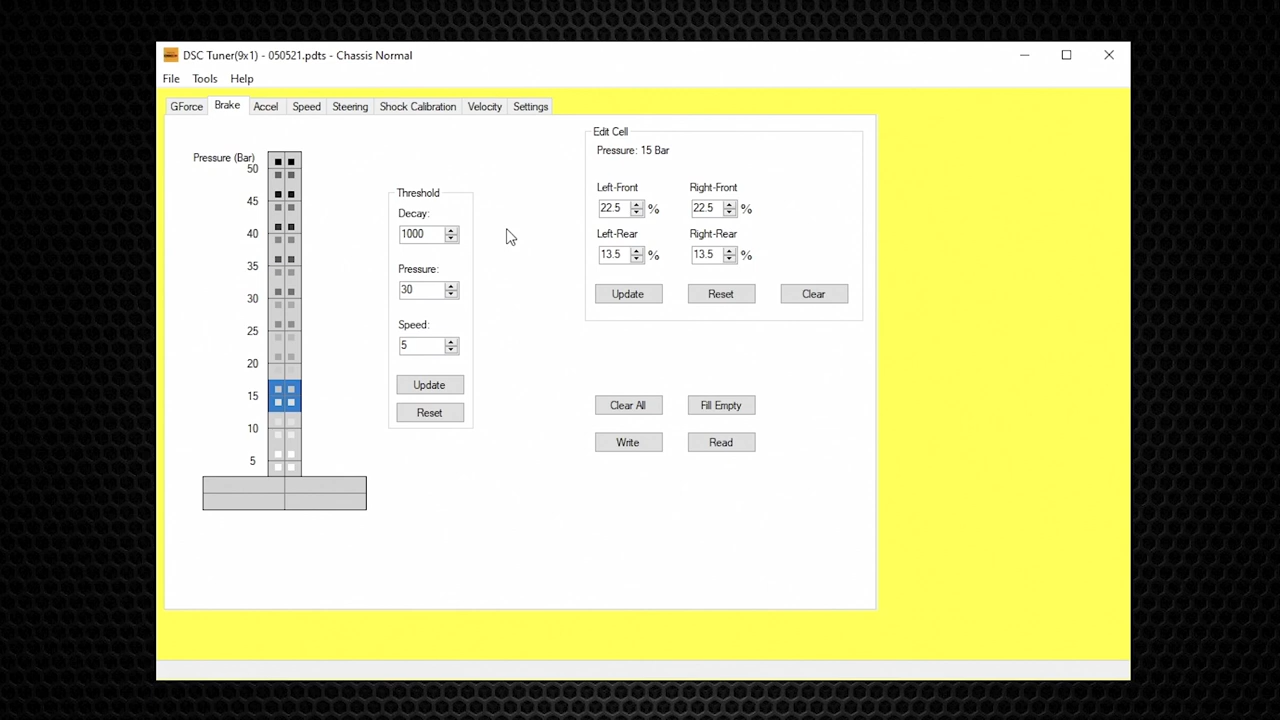 DSC Tuner(9x1) - 050521.pdts - Chassis Normal
File Tools Help
GForce Brake Accel Speed Steering Shock Calibration Velocity Settings
Pressure (Bar)
50
45
40
35
30
25
20
15
10
5
Threshold
Decay:
1000
Pressure:
30
Speed:
5
Update
Reset
Edit Cell
Pressure: 15 Bar
Left-Front Right-Front
22.5 % 22.5 %
Left-Rear Right-Rear
13.5 % 13.5 %
Update Reset Clear
Clear All Fill Empty
Write Read